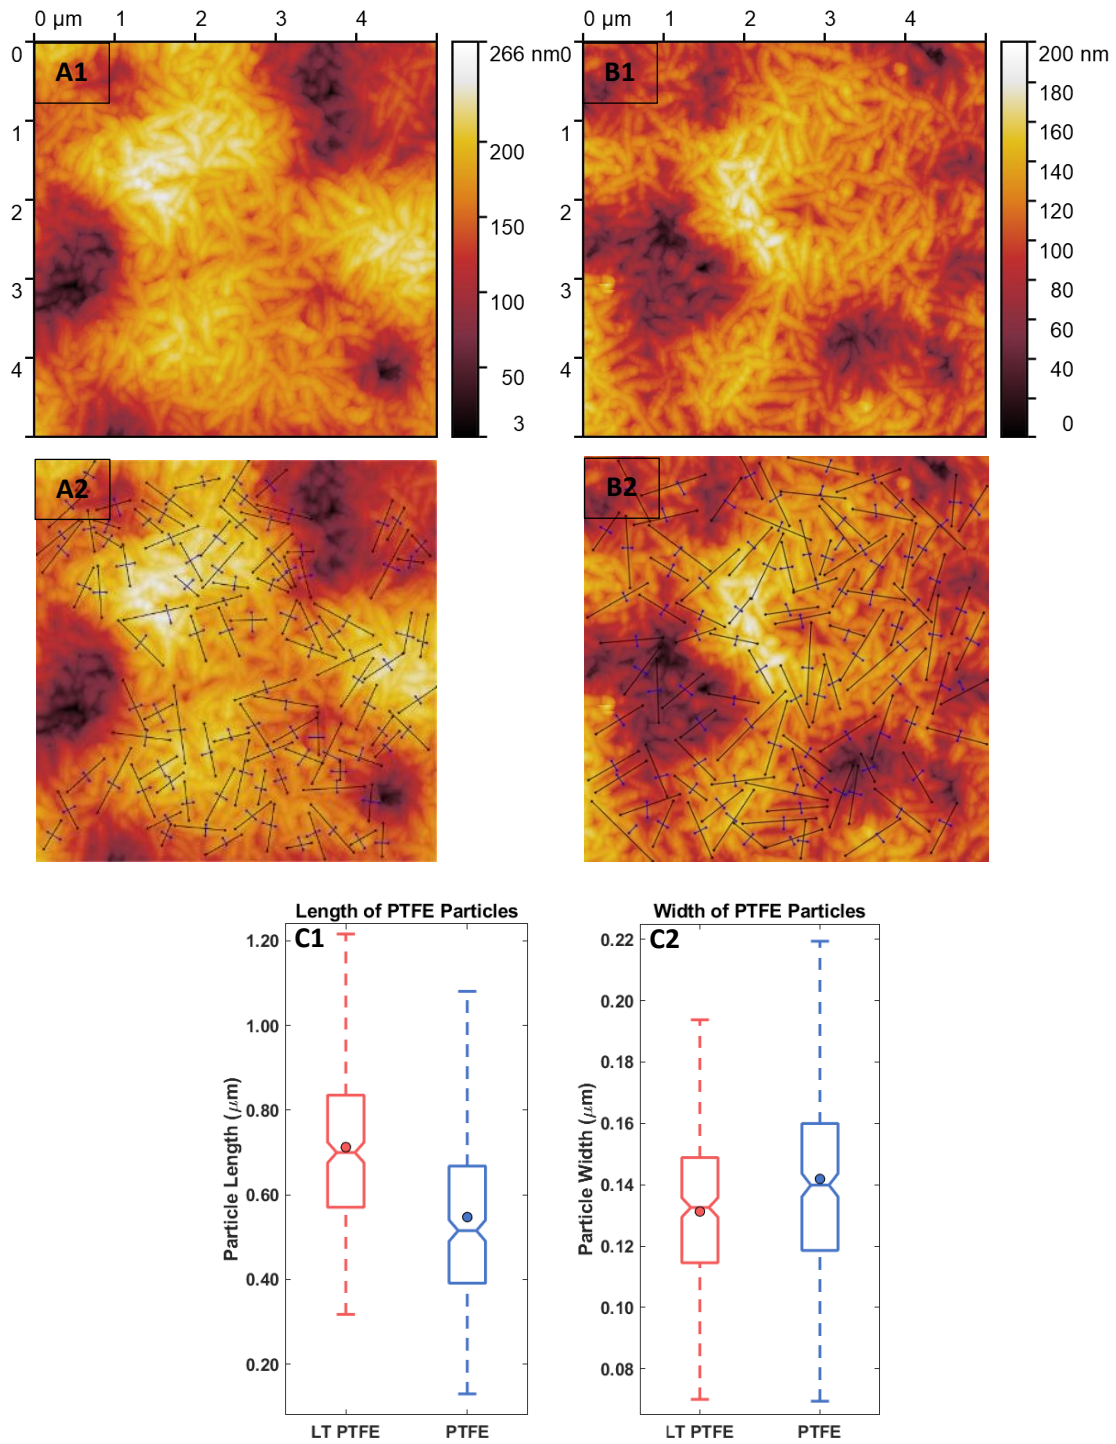 0 μm 1 2 3 4
0 μm 1 2 3 4
0
1
2
3
4
A1
266 nm
200
150
100
50
3
0
1
2
3
4
B1
200 nm
180
160
140
120
100
80
60
40
20
0
A2
B2
Length of PTFE Particles
C1
Particle Length (μm)
1.20
1.00
0.80
0.60
0.40
0.20
LT PTFE PTFE
Width of PTFE Particles
C2
Particle Width (μm)
0.22
0.20
0.18
0.16
0.14
0.12
0.10
0.08
LT PTFE PTFE